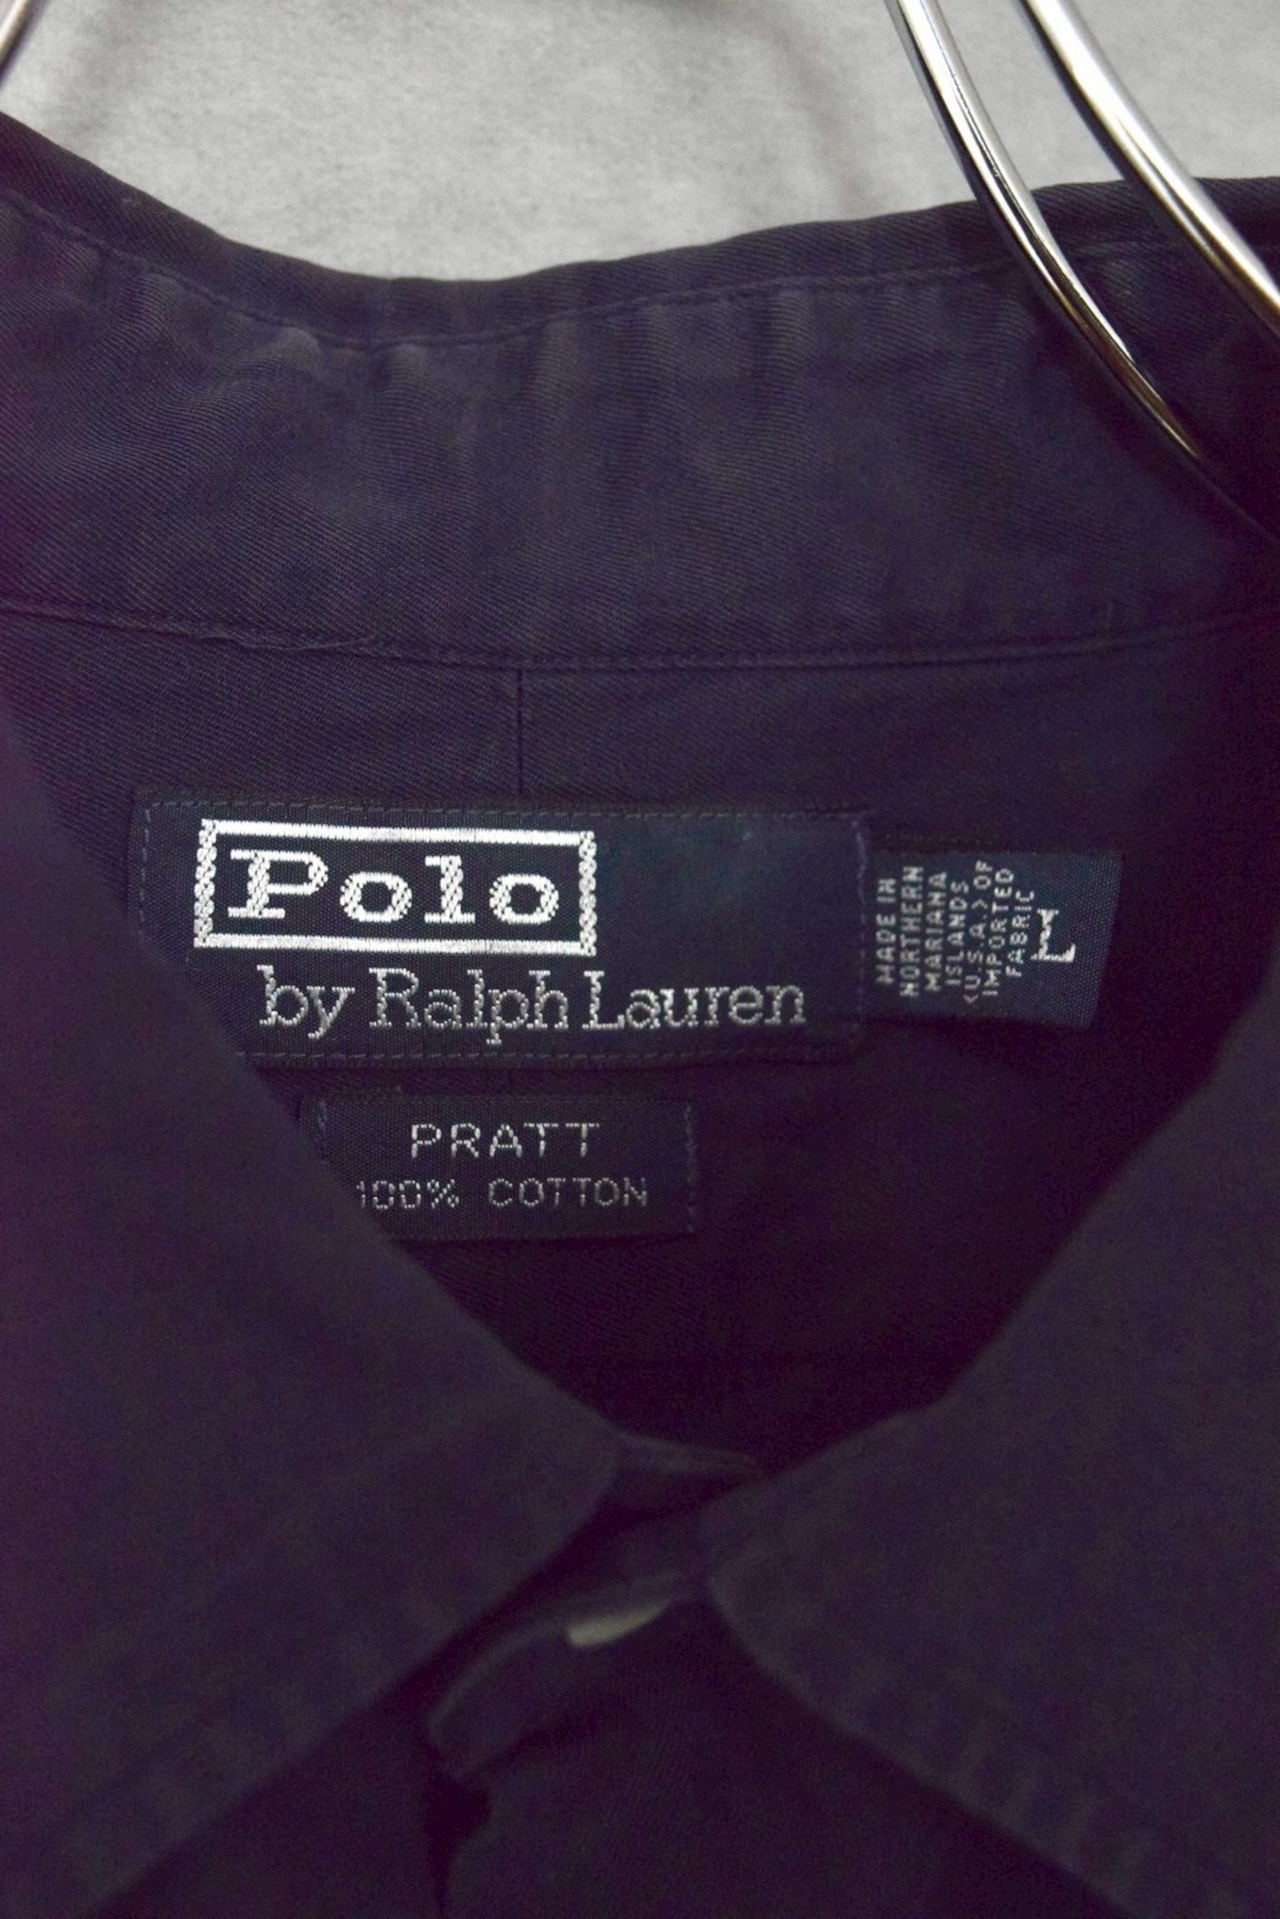 Polo
by Ralph Lauren
MADE IN
NORTHERN
MARIANA
ISLANDS
(U.S.A.) OF
IMPORTED
FABRIC
L
PRATT
100% COTTON